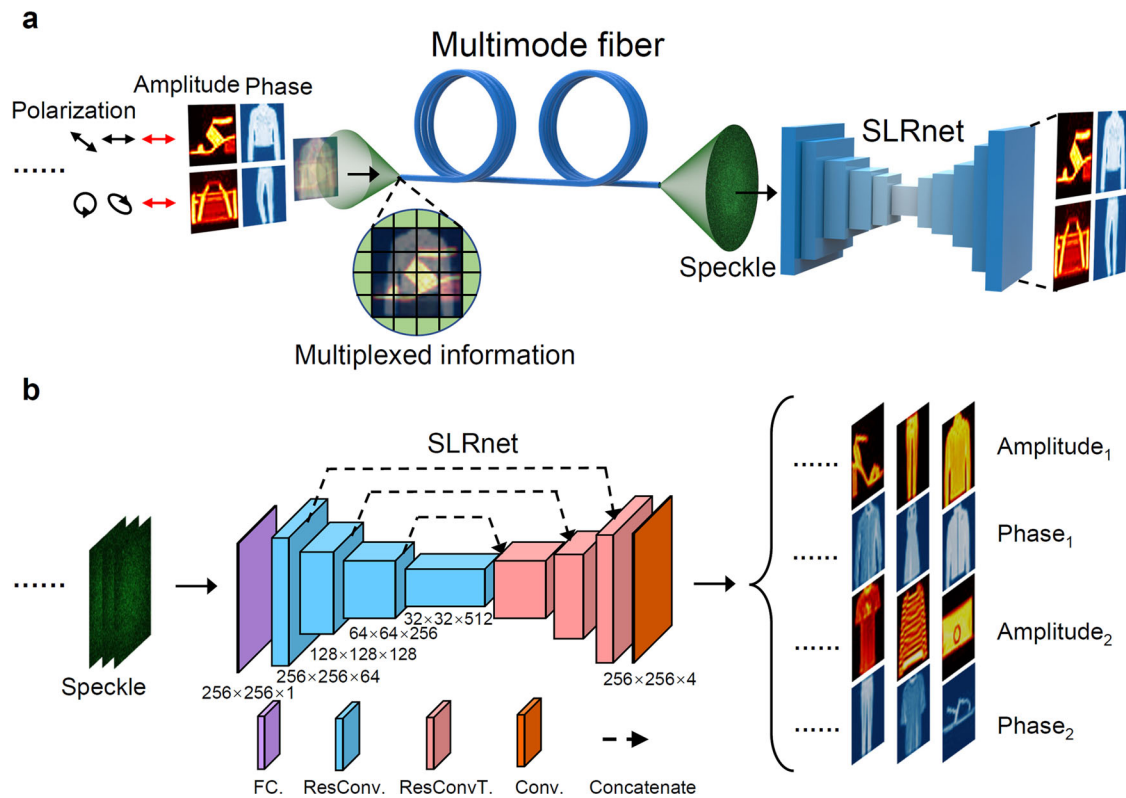 a
Multimode fiber
Amplitude Phase
Polarization
SLRnet
......
Speckle
Multiplexed information
b
SLRnet
......
Speckle
256×256×1
256×256×64
128×128×128
64×64×256
32×32×512
256×256×4
FC.
ResConv.
ResConvT.
Conv.
Concatenate
...... Amplitude1
...... Phase1
...... Amplitude2
...... Phase2